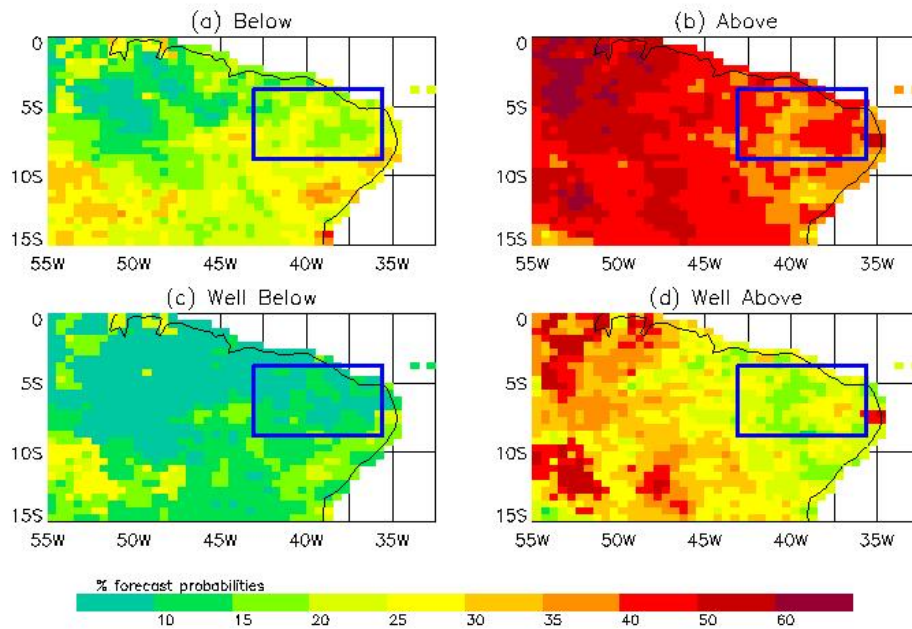 (a) Below
(b) Above
0
0
5S
5S
10S
10S
15S
15S
55W 50W 45W 40W 35W
55W 50W 45W 40W 35W
(c) Well Below
(d) Well Above
0
0
5S
5S
10S
10S
15S
15S
55W 50W 45W 40W 35W
55W 50W 45W 40W 35W
% forecast probabilities
10 15 20 25 30 35 40 50 60